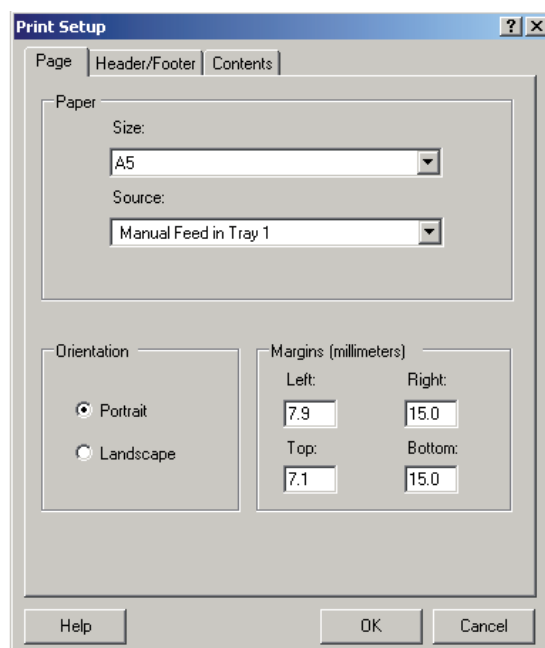 Print Setup
Page Header/Footer Contents
Paper
Size:
A5
Source:
Manual Feed in Tray 1
Orientation
Portrait
Landscape
Margins (millimeters)
Left: Right:
7.9 15.0
Top: Bottom:
7.1 15.0
Help OK Cancel